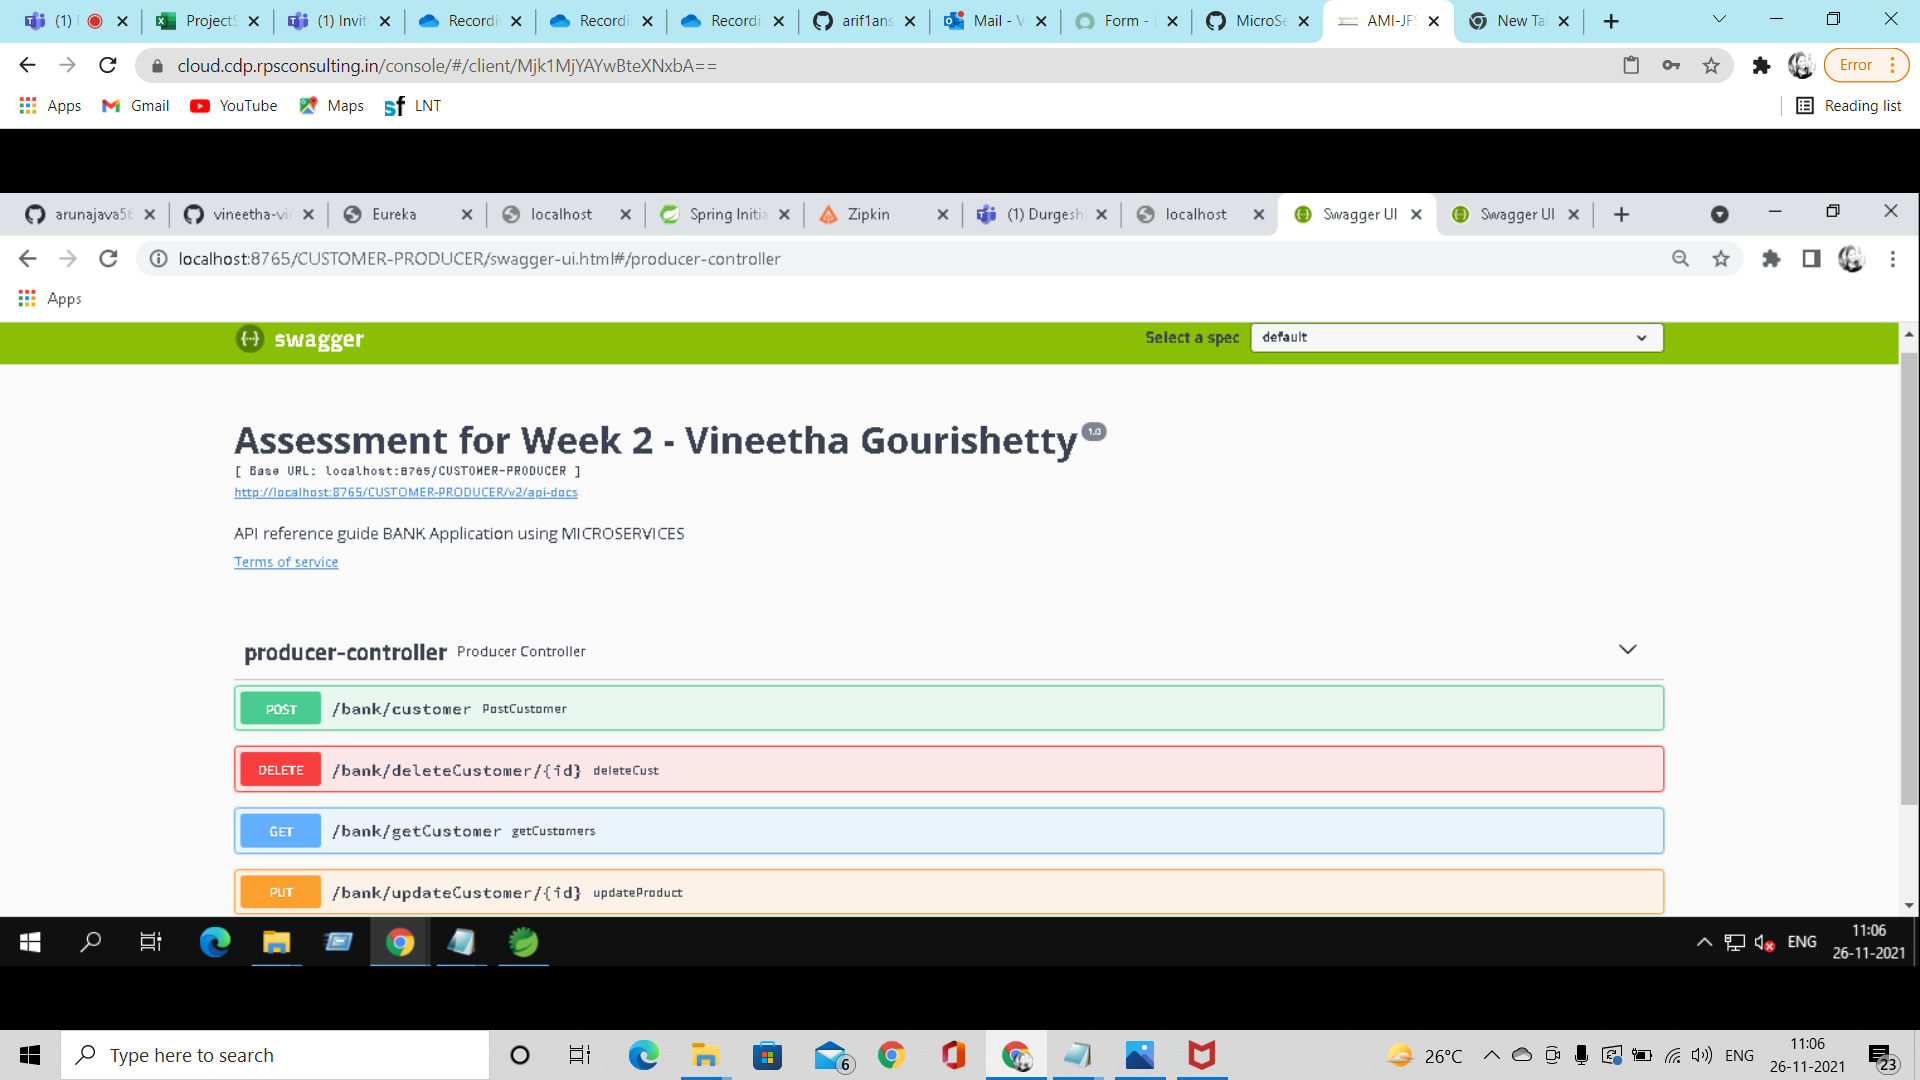 (1) Invit
ProjectS
Recordi
Recordi
Recordi
arif1ans
Mail - V
Form -
MicroSe
AMI-JFS
New Ta
cloud.cdp.rpsconsulting.in/console/#/client/Mjk1MjYAYwBteXNxbA==
Error
Apps Gmail YouTube Maps LNT Reading list
arunajava56 vineetha-vi Eureka localhost Spring Initia Zipkin (1) Durgesh localhost Swagger UI Swagger UI
localhost:8765/CUSTOMER-PRODUCER/swagger-ui.html#/producer-controller
Apps
swagger Select a spec default
Assessment for Week 2 - Vineetha Gourishetty 1.0
[ Base URL: localhost:8765/CUSTOMER-PRODUCER ]
http://localhost:8765/CUSTOMER-PRODUCER/v2/api-docs
API reference guide BANK Application using MICROSERVICES
Terms of service
producer-controller Producer Controller
POST /bank/customer PostCustomer
DELETE /bank/deleteCustomer/{id} deleteCust
GET /bank/getCustomer getCustomers
PUT /bank/updateCustomer/{id} updateProduct
ENG 11:06
26-11-2021
Type here to search 6 26°C ENG 11:06
26-11-2021 23